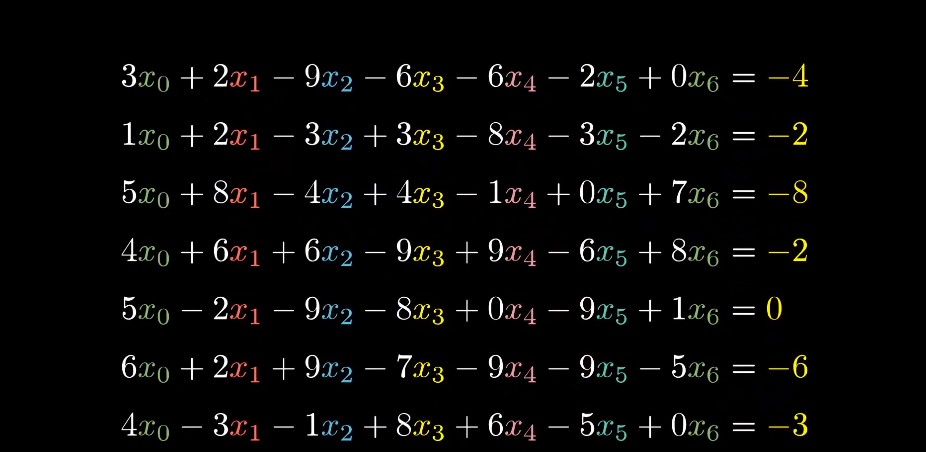 3x₀ + 2x₁ − 9x₂ − 6x₃ − 6x₄ − 2x₅ + 0x₆ = −4
1x₀ + 2x₁ − 3x₂ + 3x₃ − 8x₄ − 3x₅ − 2x₆ = −2
5x₀ + 8x₁ − 4x₂ + 4x₃ − 1x₄ + 0x₅ + 7x₆ = −8
4x₀ + 6x₁ + 6x₂ − 9x₃ + 9x₄ − 6x₅ + 8x₆ = −2
5x₀ − 2x₁ − 9x₂ − 8x₃ + 0x₄ − 9x₅ + 1x₆ = 0
6x₀ + 2x₁ + 9x₂ − 7x₃ − 9x₄ − 9x₅ − 5x₆ = −6
4x₀ − 3x₁ − 1x₂ + 8x₃ + 6x₄ − 5x₅ + 0x₆ = −3